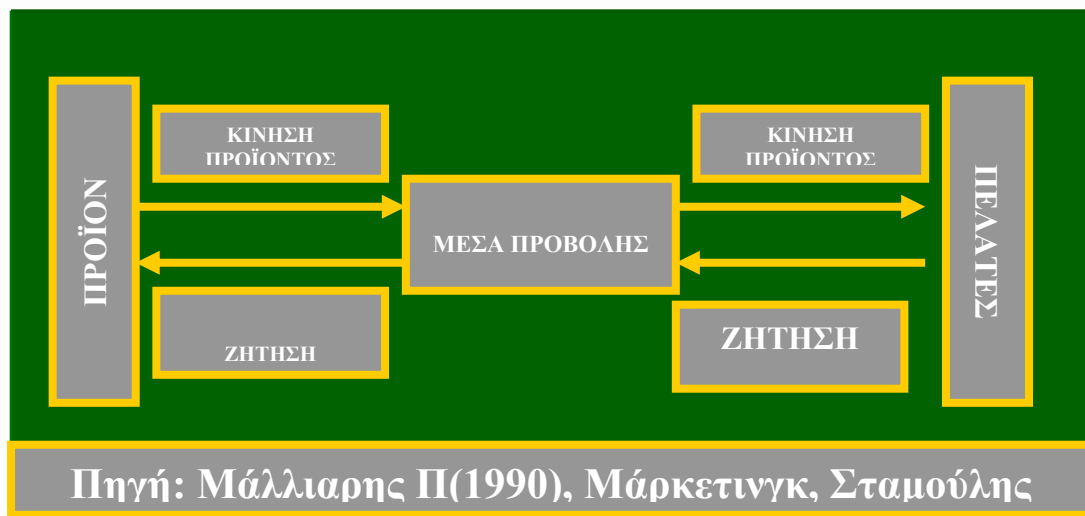 ΠΡΟΪΟΝ
ΚΙΝΗΣΗ
ΠΡΟΪΟΝΤΟΣ
ΖΗΤΗΣΗ
ΜΕΣΑ ΠΡΟΒΟΛΗΣ
ΚΙΝΗΣΗ
ΠΡΟΪΟΝΤΟΣ
ΖΗΤΗΣΗ
ΠΕΛΑΤΕΣ
Πηγή: Μάλλιαρης Π(1990), Μάρκετινγκ, Σταμούλης